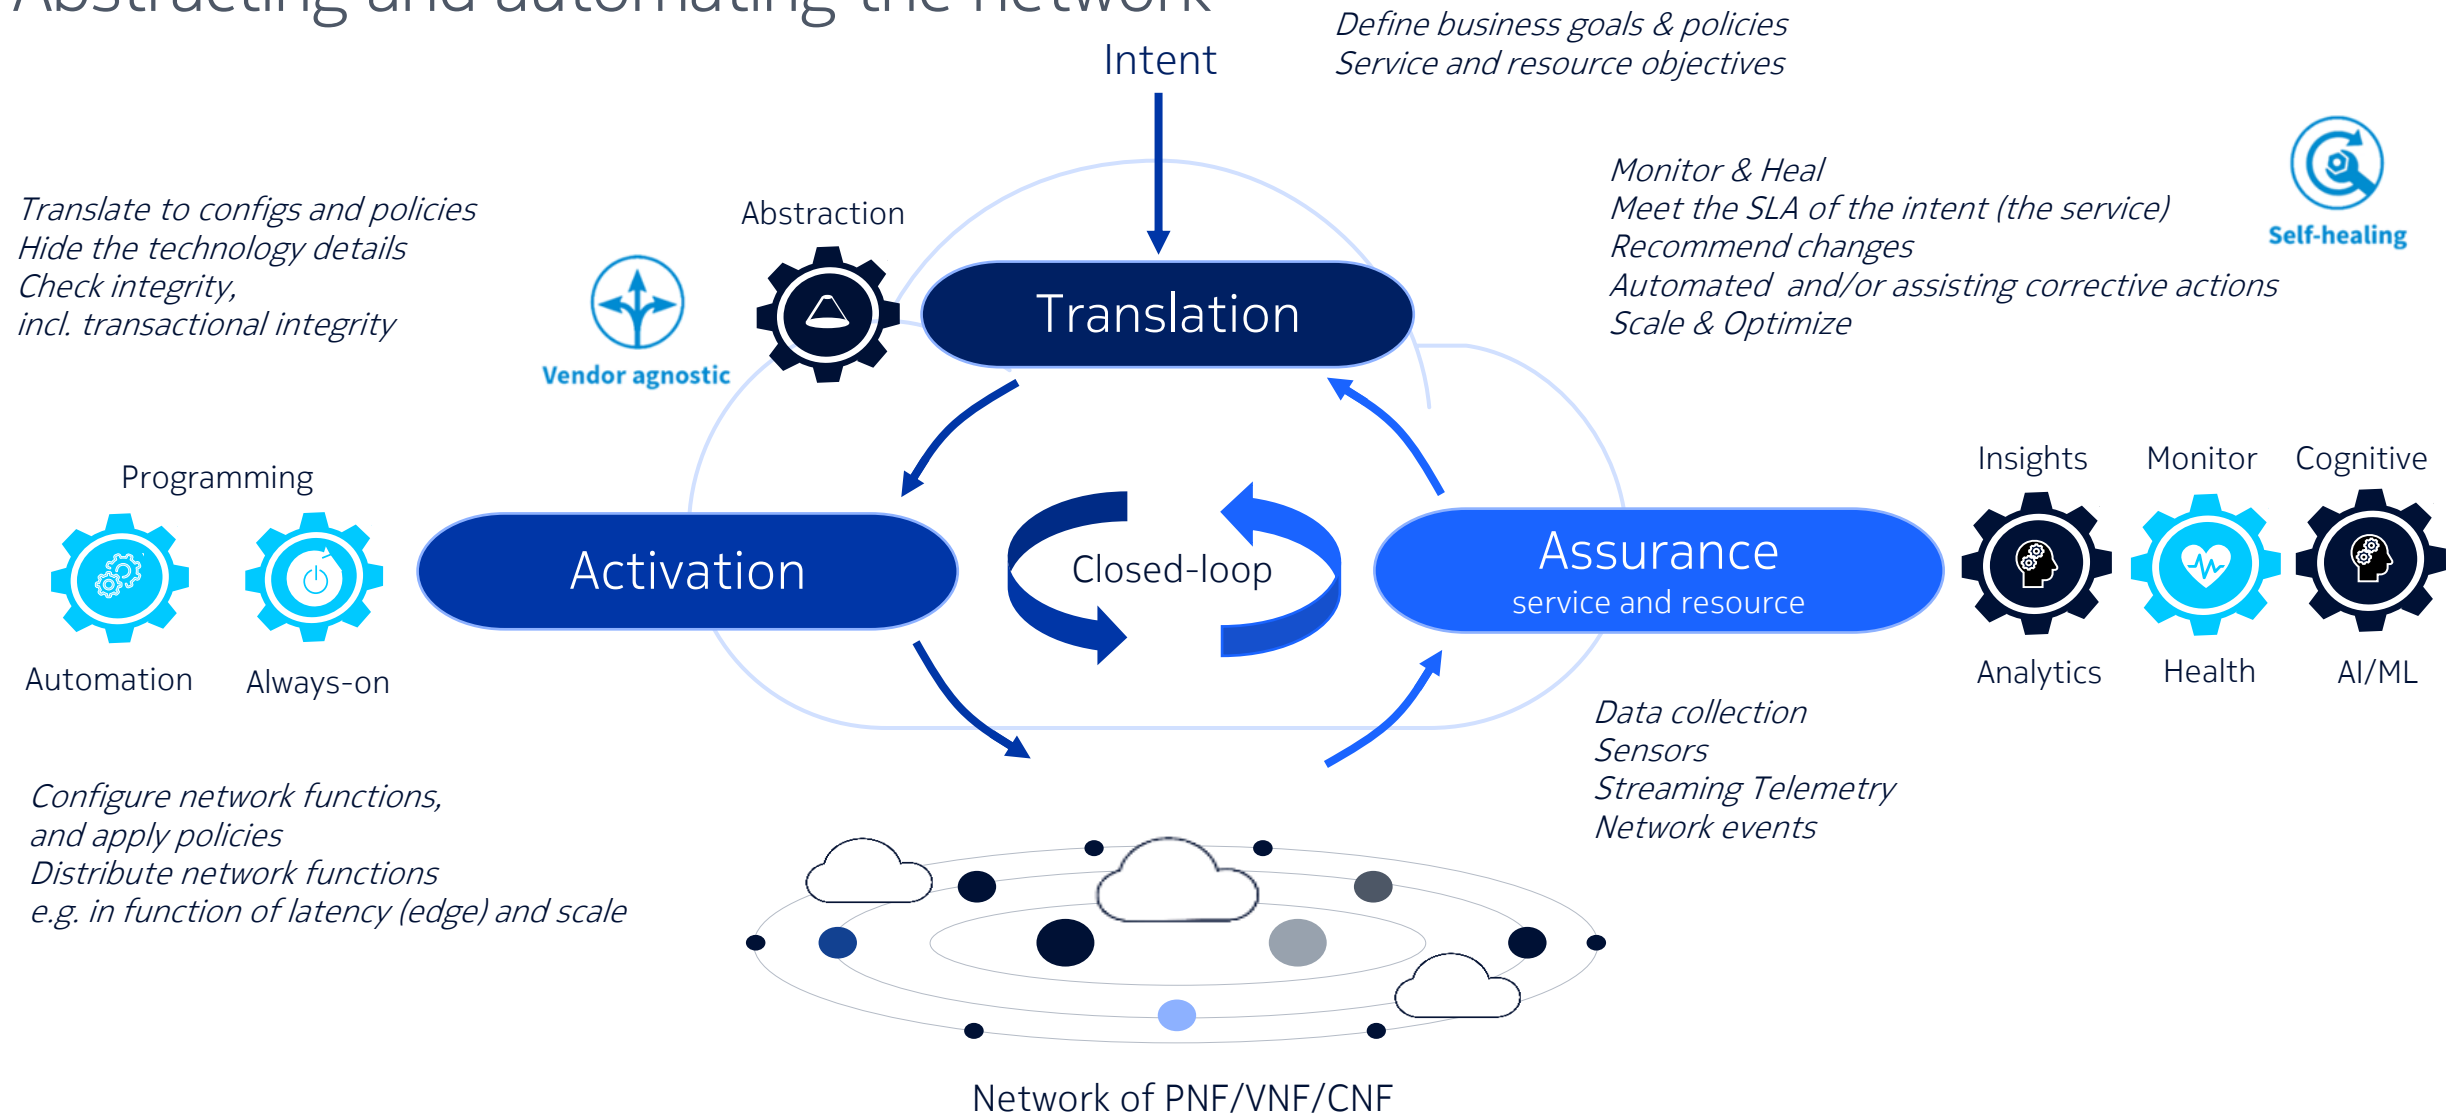 Abstracting and automating the network
Define business goals & policies
Service and resource objectives
Intent
Translate to configs and policies
Hide the technology details
Check integrity,
incl. transactional integrity
Vendor agnostic
Abstraction
Translation
Monitor & Heal
Meet the SLA of the intent (the service)
Recommend changes
Automated  and/or assisting corrective actions
Scale & Optimize
Self-healing
Programming
Automation
Always-on
Activation
Closed-loop
Assurance
service and resource
Insights
Monitor
Cognitive
Analytics
Health
AI/ML
Data collection
Sensors
Streaming Telemetry
Network events
Configure network functions,
and apply policies
Distribute network functions
e.g. in function of latency (edge) and scale
Network of PNF/VNF/CNF